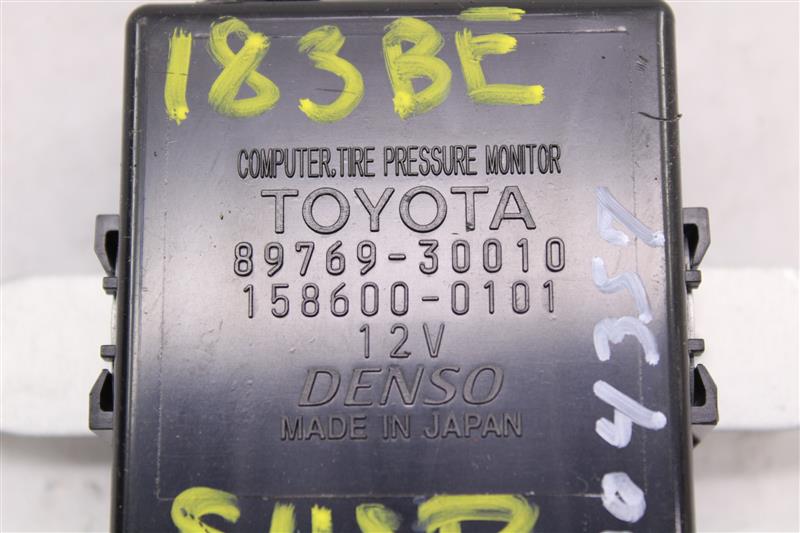 183BE
COMPUTER.TIRE PRESSURE MONITOR
TOYOTA
89769-30010
158600-0101
12V
DENSO
MADE IN JAPAN